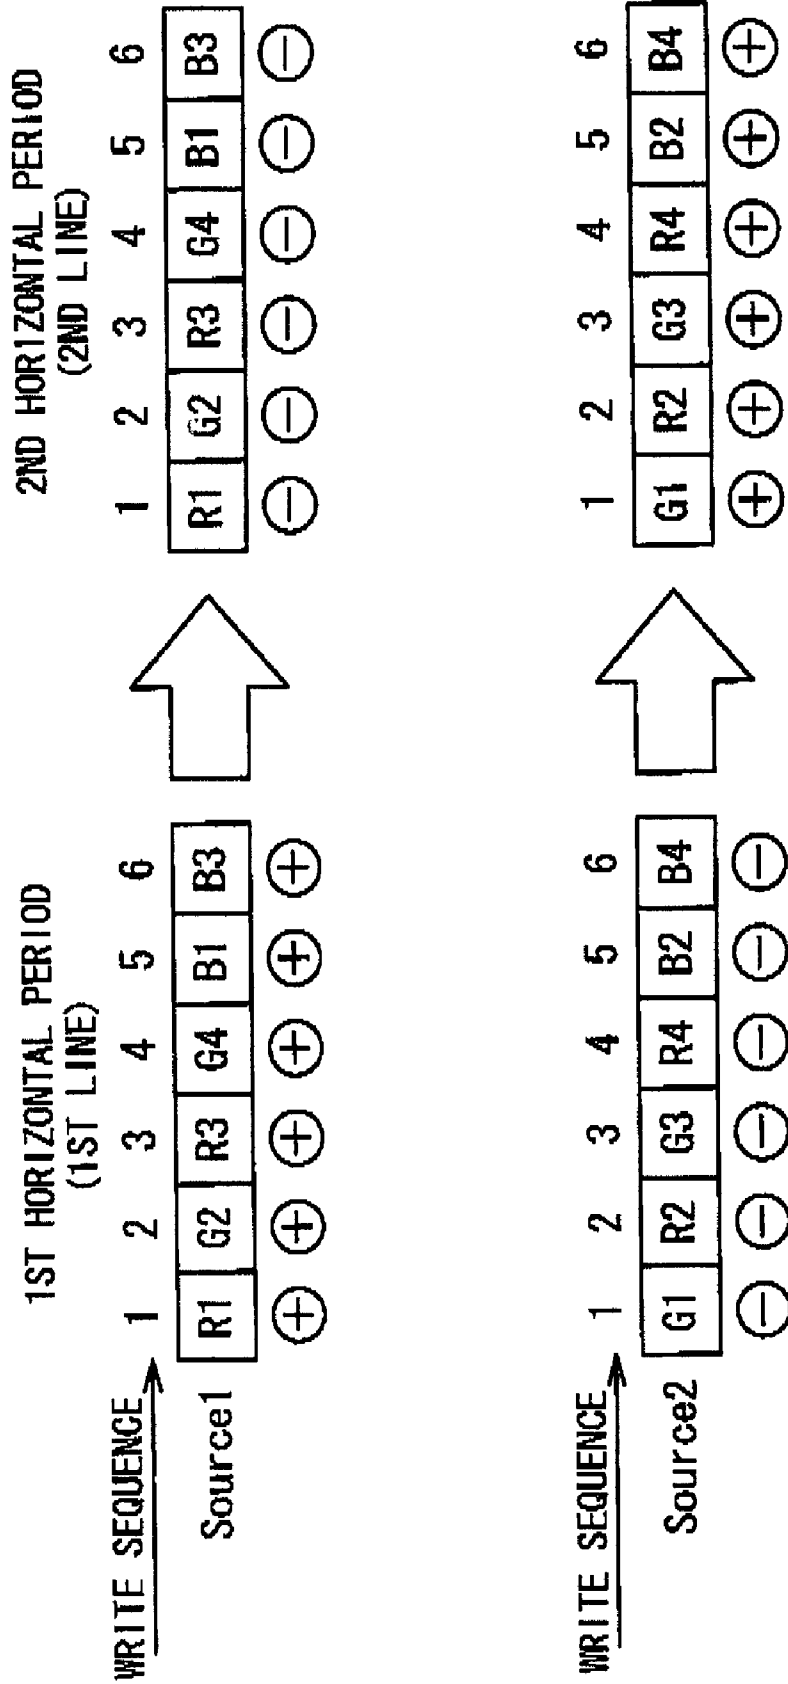 1ST HORIZONTAL PERIOD
(1ST LINE)
2ND HORIZONTAL PERIOD
(2ND LINE)
WRITE SEQUENCE
1 2 3 4 5 6
1 2 3 4 5 6
Source1
R1 G2 R3 G4 B1 B3
R1 G2 R3 G4 B1 B3
+ + + + + +
− − − − − −
WRITE SEQUENCE
1 2 3 4 5 6
1 2 3 4 5 6
Source2
G1 R2 G3 R4 B2 B4
G1 R2 G3 R4 B2 B4
− − − − − −
+ + + + + +